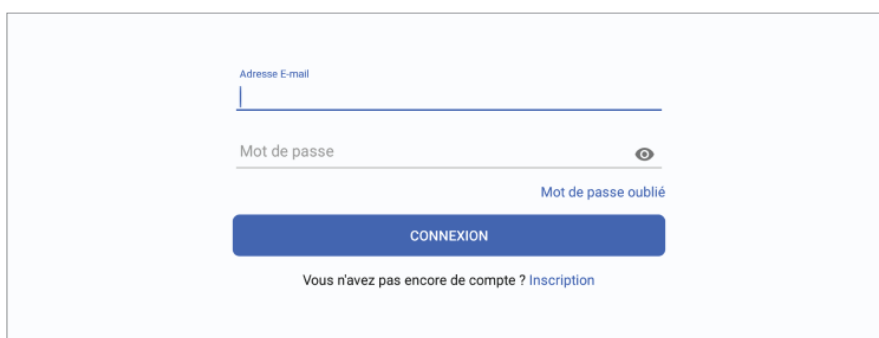 Adresse E-mail
Mot de passe
Mot de passe oublié
CONNEXION
Vous n'avez pas encore de compte ? Inscription